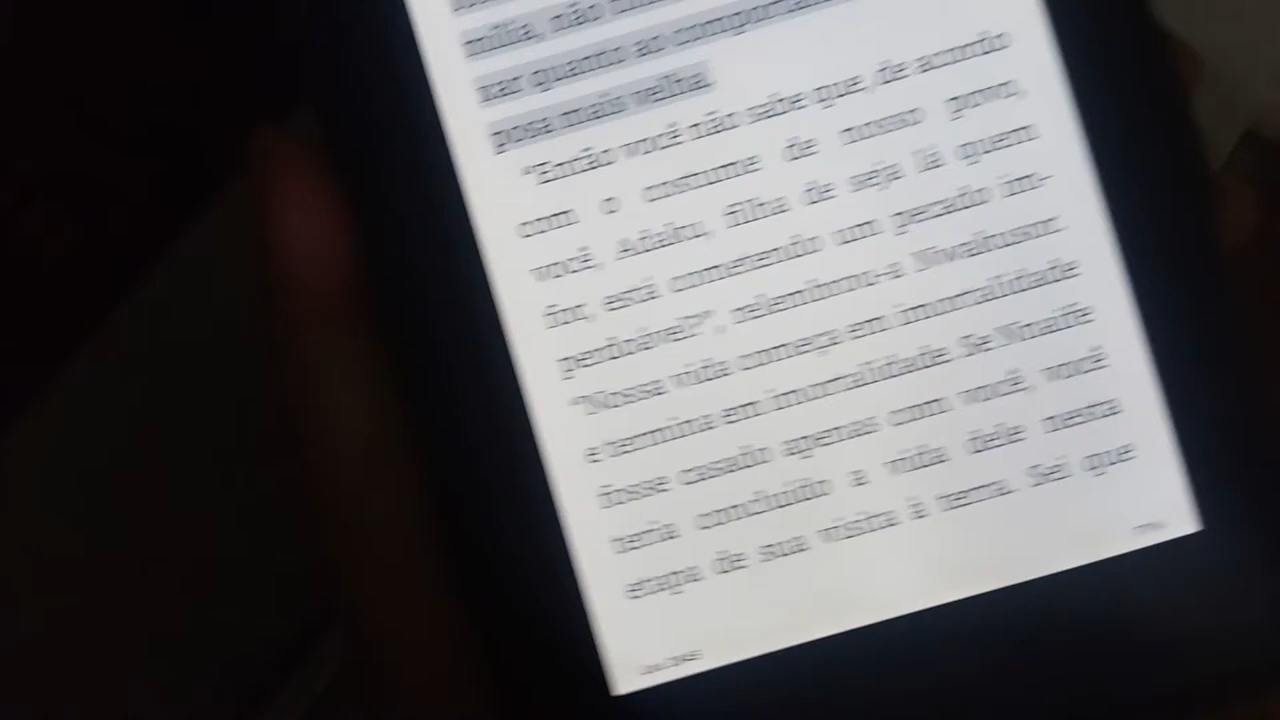 mília, não
xar quanto ao comportam
posa mais velha.
"Então você não sabe que, de acordo
com o costume de nosso povo,
você, Adaku, filha de seja lá quem
for, está cometendo um pecado im-
perdoável?", relembrou-a Nwakusor.
"Nossa vida começa em imortalidade
e termina em imortalidade. Se Nnaife
fosse casado apenas com você, você
teria concluído a vida dele nesta
etapa de sua visita à terra. Sei que